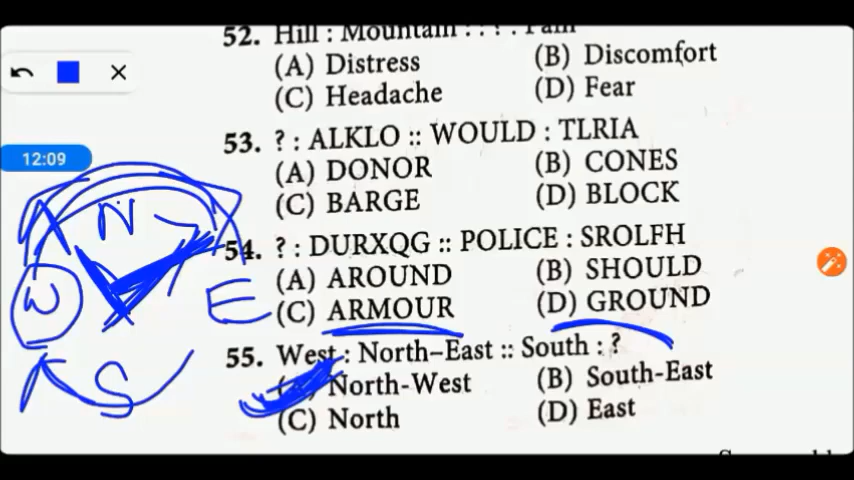 52. Hill : Mountain : : ? : Pain
(A) Distress (B) Discomfort
(C) Headache (D) Fear
53. ? : ALKLO :: WOULD : TLRIA
(A) DONOR (B) CONES
(C) BARGE (D) BLOCK
12:09
54. ? : DURXQG :: POLICE : SROLFH
(A) AROUND (B) SHOULD
(C) ARMOUR (D) GROUND
55. West : North-East :: South : ?
North-West (B) South-East
(C) North (D) East
N
W
E
S